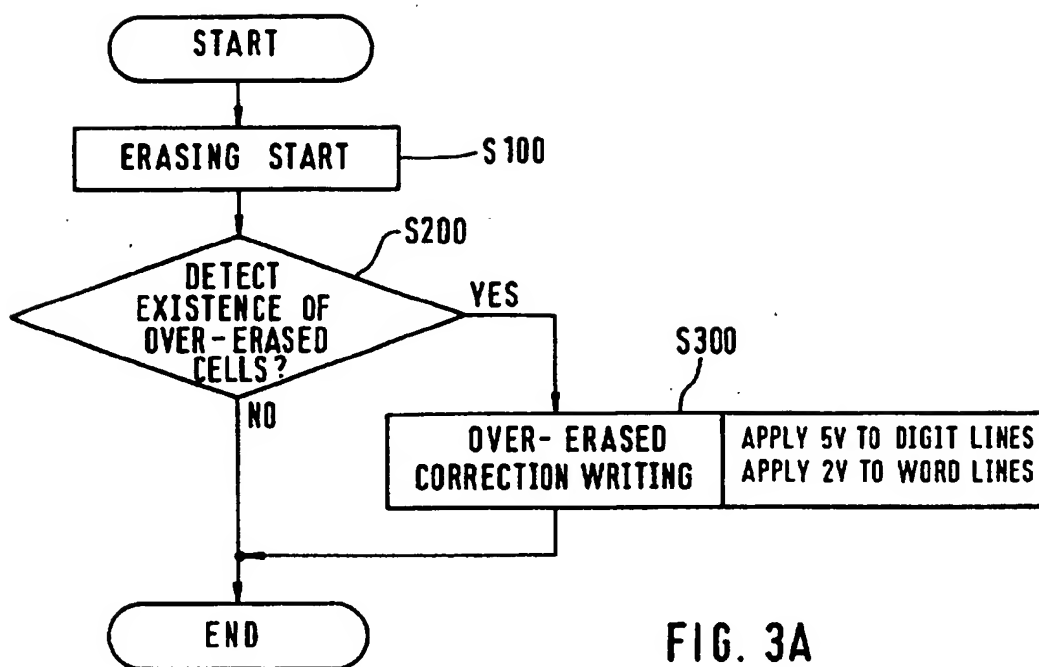 START
ERASING START
S100
S200
DETECT
EXISTENCE OF
OVER-ERASED
CELLS?
YES
NO
S300
OVER-ERASED
CORRECTION WRITING
APPLY 5V TO DIGIT LINES
APPLY 2V TO WORD LINES
END
FIG. 3A